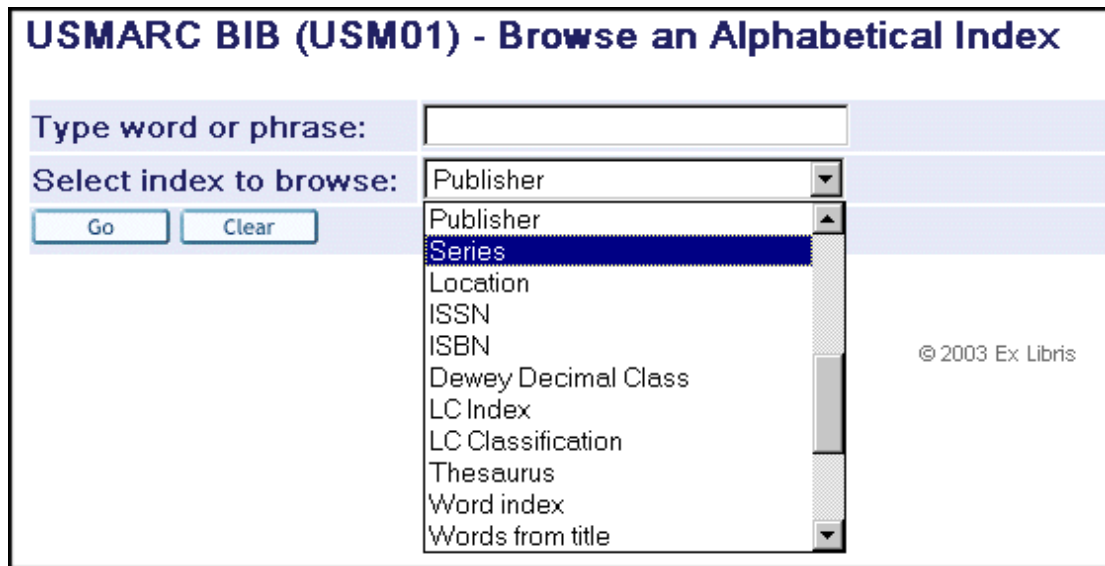 USMARC BIB (USM01) - Browse an Alphabetical Index
Type word or phrase:
Select index to browse: Publisher
Go Clear
Publisher
Series
Location
ISSN
ISBN
© 2003 Ex Libris
Dewey Decimal Class
LC Index
LC Classification
Thesaurus
Word index
Words from title